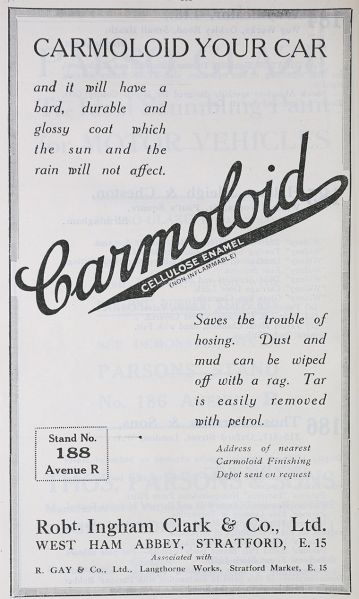 CARMOLOID YOUR CAR
and it will have a
hard, durable and
glossy coat which
the sun and the
rain will not affect.
Carmoloid
CELLULOSE ENAMEL
(NON-INFLAMMABLE)
Saves the trouble of
hosing. Dust and
mud can be wiped
off with a rag. Tar
is easily removed
with petrol.
Stand No.
188
Avenue R
Address of nearest
Carmoloid Finishing
Depot sent on request
Robt. Ingham Clark & Co., Ltd.
WEST HAM ABBEY, STRATFORD, E. 15
Associated with
R. GAY & Co., Ltd., Langthorne Works, Stratford Market, E. 15